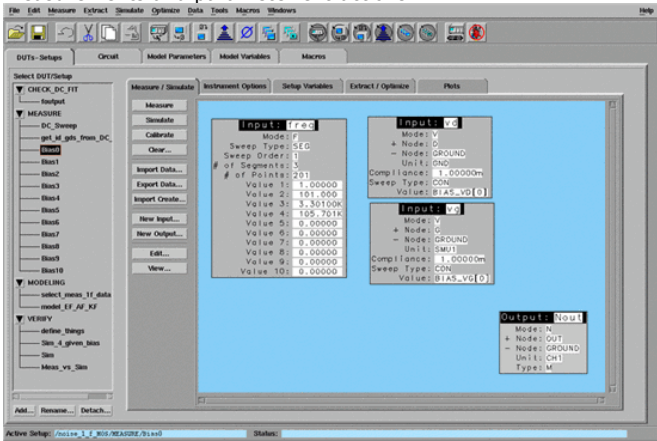 File Edit Measure Extract Simulate Optimize Data Tools Macros Windows Help
DUTs-Setups Circuit Model Parameters Model Variables Macros
Select DUT/Setup
CHECK_DC_FIT
foutput
MEASURE
DC_Sweep
get_id_gds_from_DC_
Bias0
Bias1
Bias2
Bias3
Bias4
Bias5
Bias6
Bias7
Bias8
Bias9
Bias10
MODELING
select_meas_1f_data
model_EF_AF_KF
VERIFY
define_things
Sim_4_given_bias
Sim
Meas_vs_Sim
Add... Rename... Detach...
Measure / Simulate Instrument Options Setup Variables Extract / Optimize Plots
Measure
Simulate
Calibrate
Clear...
Import Data...
Export Data...
Import Create...
New Input...
New Output...
Edit...
View...
Input: freq
Mode: F
Sweep Type: SEG
Sweep Order: 1
# of Segments: 3
# of Points: 201
Value 1: 1.00000
Value 2: 101.000
Value 3: 3.30100K
Value 4: 105.701K
Value 5: 0.00000
Value 6: 0.00000
Value 7: 0.00000
Value 8: 0.00000
Value 9: 0.00000
Value 10: 0.00000
Input: vd
Mode: V
+ Node: D
- Node: GROUND
Unit: GND
Compliance: 1.00000m
Sweep Type: CON
Value: BIAS_VD[0]
Input: vg
Mode: V
+ Node: G
- Node: GROUND
Unit: SMU1
Compliance: 1.00000m
Sweep Type: CON
Value: BIAS_VG[0]
Output: Nout
Mode: N
+ Node: OUT
- Node: GROUND
Unit: CH1
Type: M
Active Setup: /noise_1_f_MOS/MEASURE/Bias0 Status: